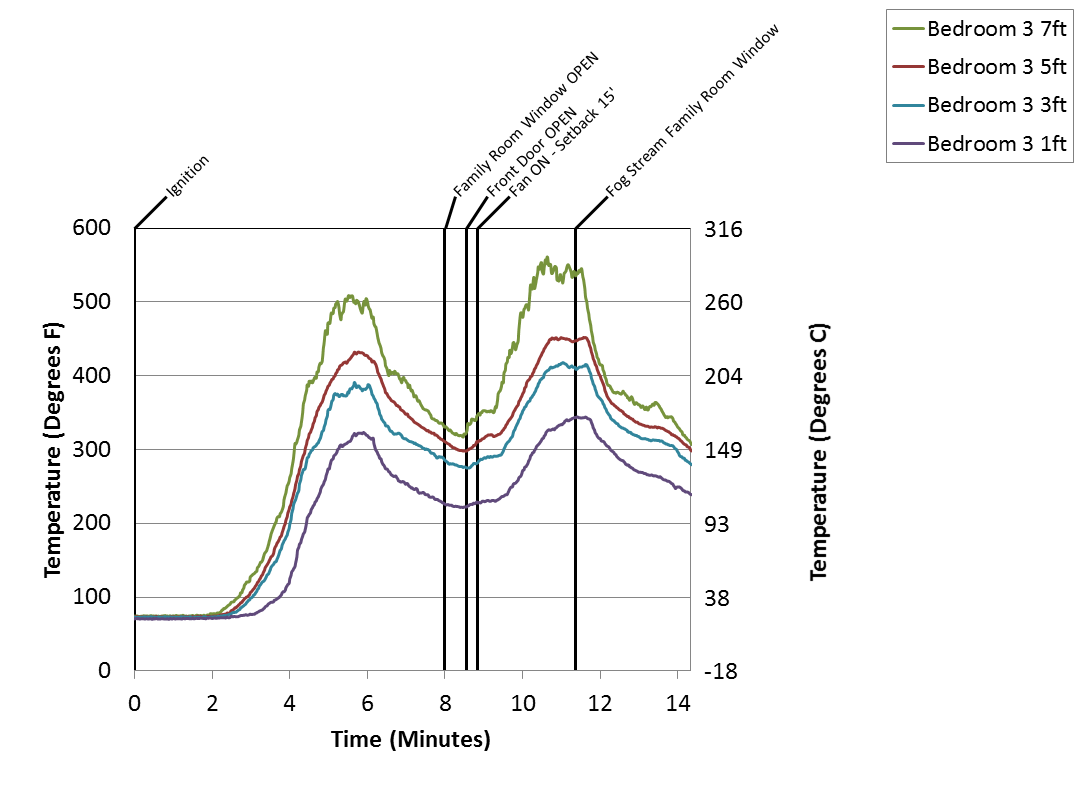 Bedroom 3 7ft
Bedroom 3 5ft
Bedroom 3 3ft
Bedroom 3 1ft
Ignition
Family Room Window OPEN
Front Door OPEN
Fan ON - Setback 15'
Fog Stream Family Room Window
600
500
400
300
200
100
0
316
260
204
149
93
38
-18
Temperature (Degrees F)
Temperature (Degrees C)
0 2 4 6 8 10 12 14
Time (Minutes)